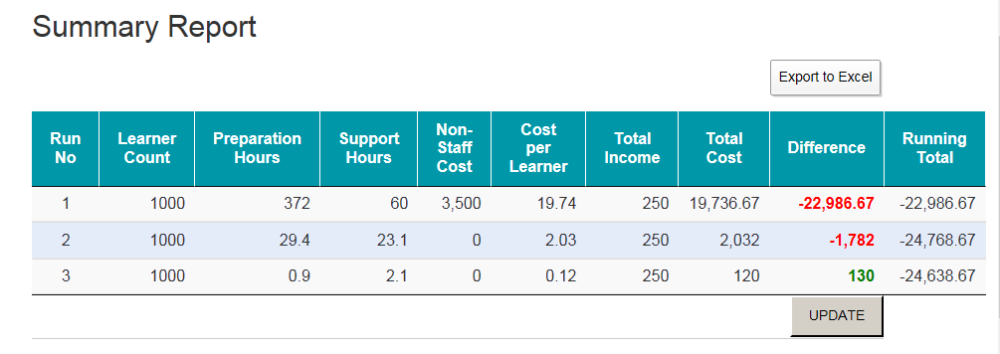 Summary Report
Export to Excel
Run No Learner Count Preparation Hours Support Hours Non-Staff Cost Cost per Learner Total Income Total Cost Difference Running Total
1 1000 372 60 3,500 19.74 250 19,736.67 -22,986.67 -22,986.67
2 1000 29.4 23.1 0 2.03 250 2,032 -1,782 -24,768.67
3 1000 0.9 2.1 0 0.12 250 120 130 -24,638.67
UPDATE